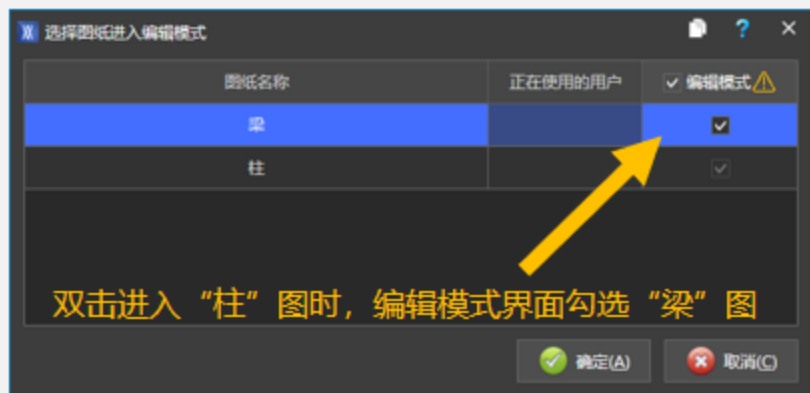 选择图纸进入编辑模式
图纸名称 正在使用的用户 编辑模式
梁
柱
双击进入“柱”图时，编辑模式界面勾选“梁”图
确定(A) 取消(C)